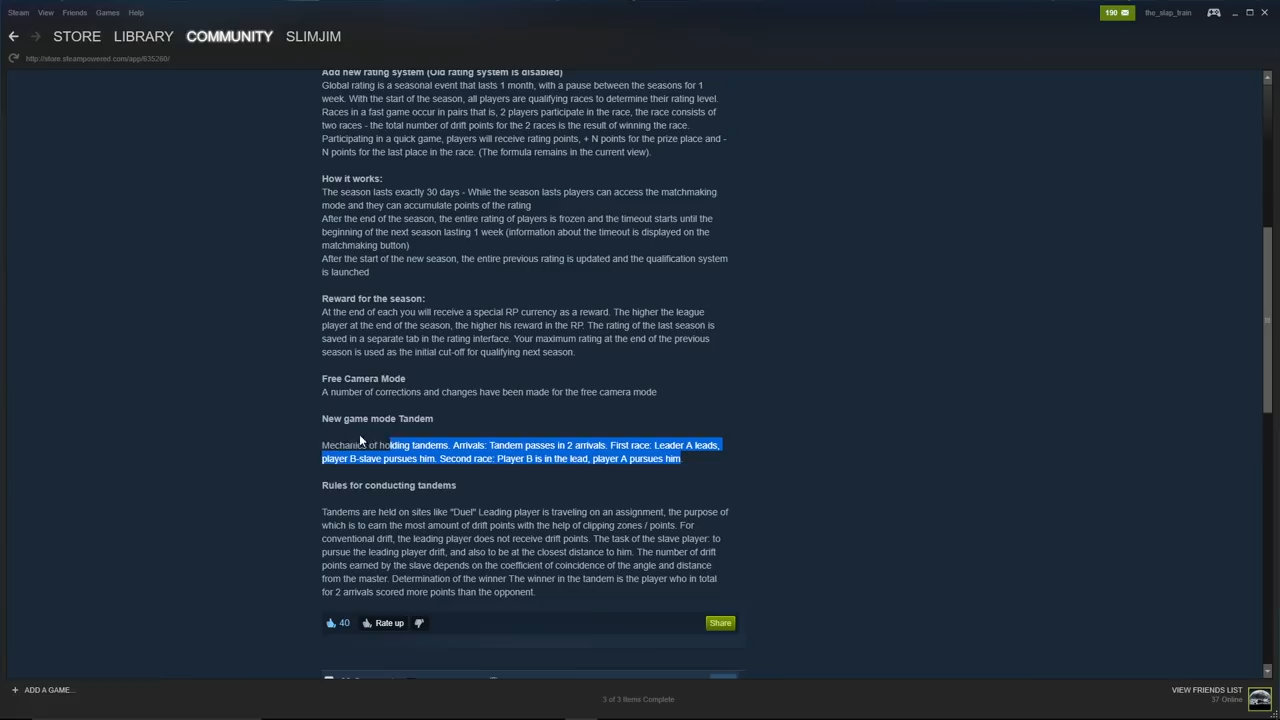 Steam View Friends Games Help
190
the_slap_train
STORE LIBRARY COMMUNITY SLIMJIM
http://store.steampowered.com/app/635260/
Add new rating system (Old rating system is disabled)
Global rating is a seasonal event that lasts 1 month, with a pause between the seasons for 1
week. With the start of the season, all players are qualifying races to determine their rating level.
Races in a fast game occur in pairs that is, 2 players participate in the race, the race consists of
two races - the total number of drift points for the 2 races is the result of winning the race.
Participating in a quick game, players will receive rating points, + N points for the prize place and -
N points for the last place in the race. (The formula remains in the current view).
How it works:
The season lasts exactly 30 days - While the season lasts players can access the matchmaking
mode and they can accumulate points of the rating
After the end of the season, the entire rating of players is frozen and the timeout starts until the
beginning of the next season lasting 1 week (information about the timeout is displayed on the
matchmaking button)
After the start of the new season, the entire previous rating is updated and the qualification system
is launched
Reward for the season:
At the end of each you will receive a special RP currency as a reward. The higher the league
player at the end of the season, the higher his reward in the RP. The rating of the last season is
saved in a separate tab in the rating interface. Your maximum rating at the end of the previous
season is used as the initial cut-off for qualifying next season.
Free Camera Mode
A number of corrections and changes have been made for the free camera mode
New game mode Tandem
Mechanics of holding tandems. Arrivals: Tandem passes in 2 arrivals. First race: Leader A leads,
player B-slave pursues him. Second race: Player B is in the lead, player A pursues him.
Rules for conducting tandems
Tandems are held on sites like "Duel" Leading player is traveling on an assignment, the purpose of
which is to earn the most amount of drift points with the help of clipping zones / points. For
conventional drift, the leading player does not receive drift points. The task of the slave player: to
pursue the leading player drift, and also to be at the closest distance to him. The number of drift
points earned by the slave depends on the coefficient of coincidence of the angle and distance
from the master. Determination of the winner The winner in the tandem is the player who in total
for 2 arrivals scored more points than the opponent.
40 Rate up
Share
+ ADD A GAME...
3 of 3 Items Complete
VIEW FRIENDS LIST
37 Online